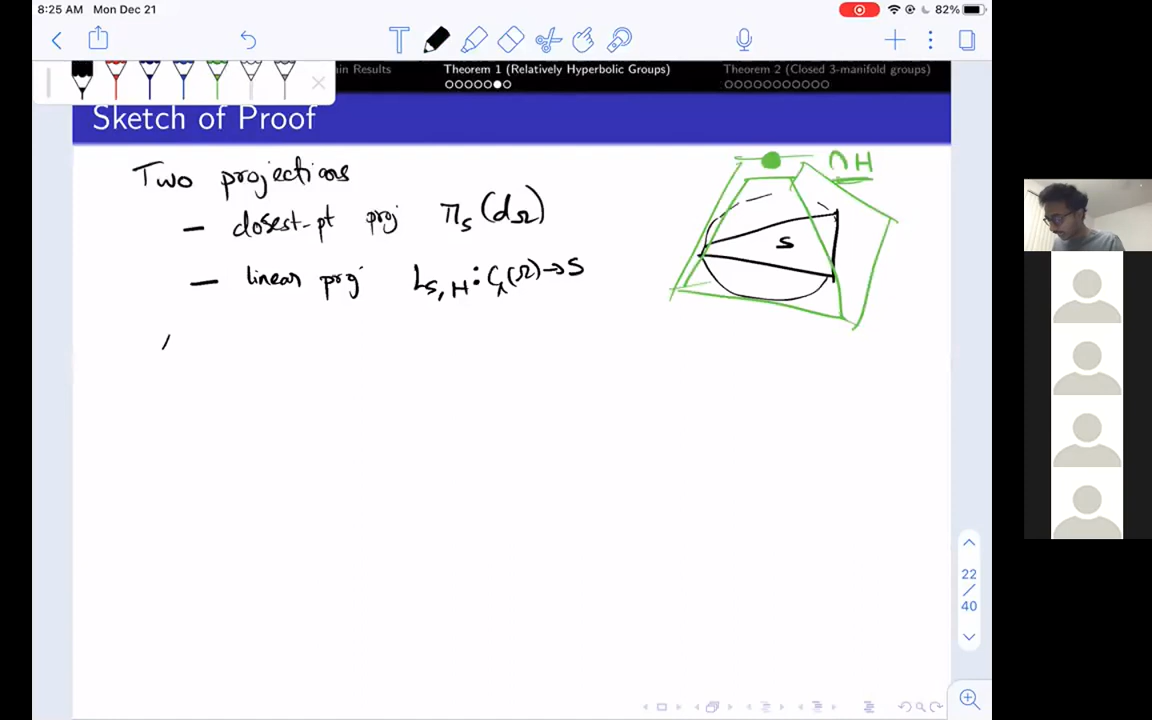 8:25 AM Mon Dec 21
82%
ain Results
Theorem 1 (Relatively Hyperbolic Groups)
Theorem 2 (Closed 3-manifold groups)
Sketch of Proof
Two projections
∩H
— closest-pt proj π_S (d_Ω)
S
— linear proj L_{S,H} : C_Λ(Ω) → S
22
40